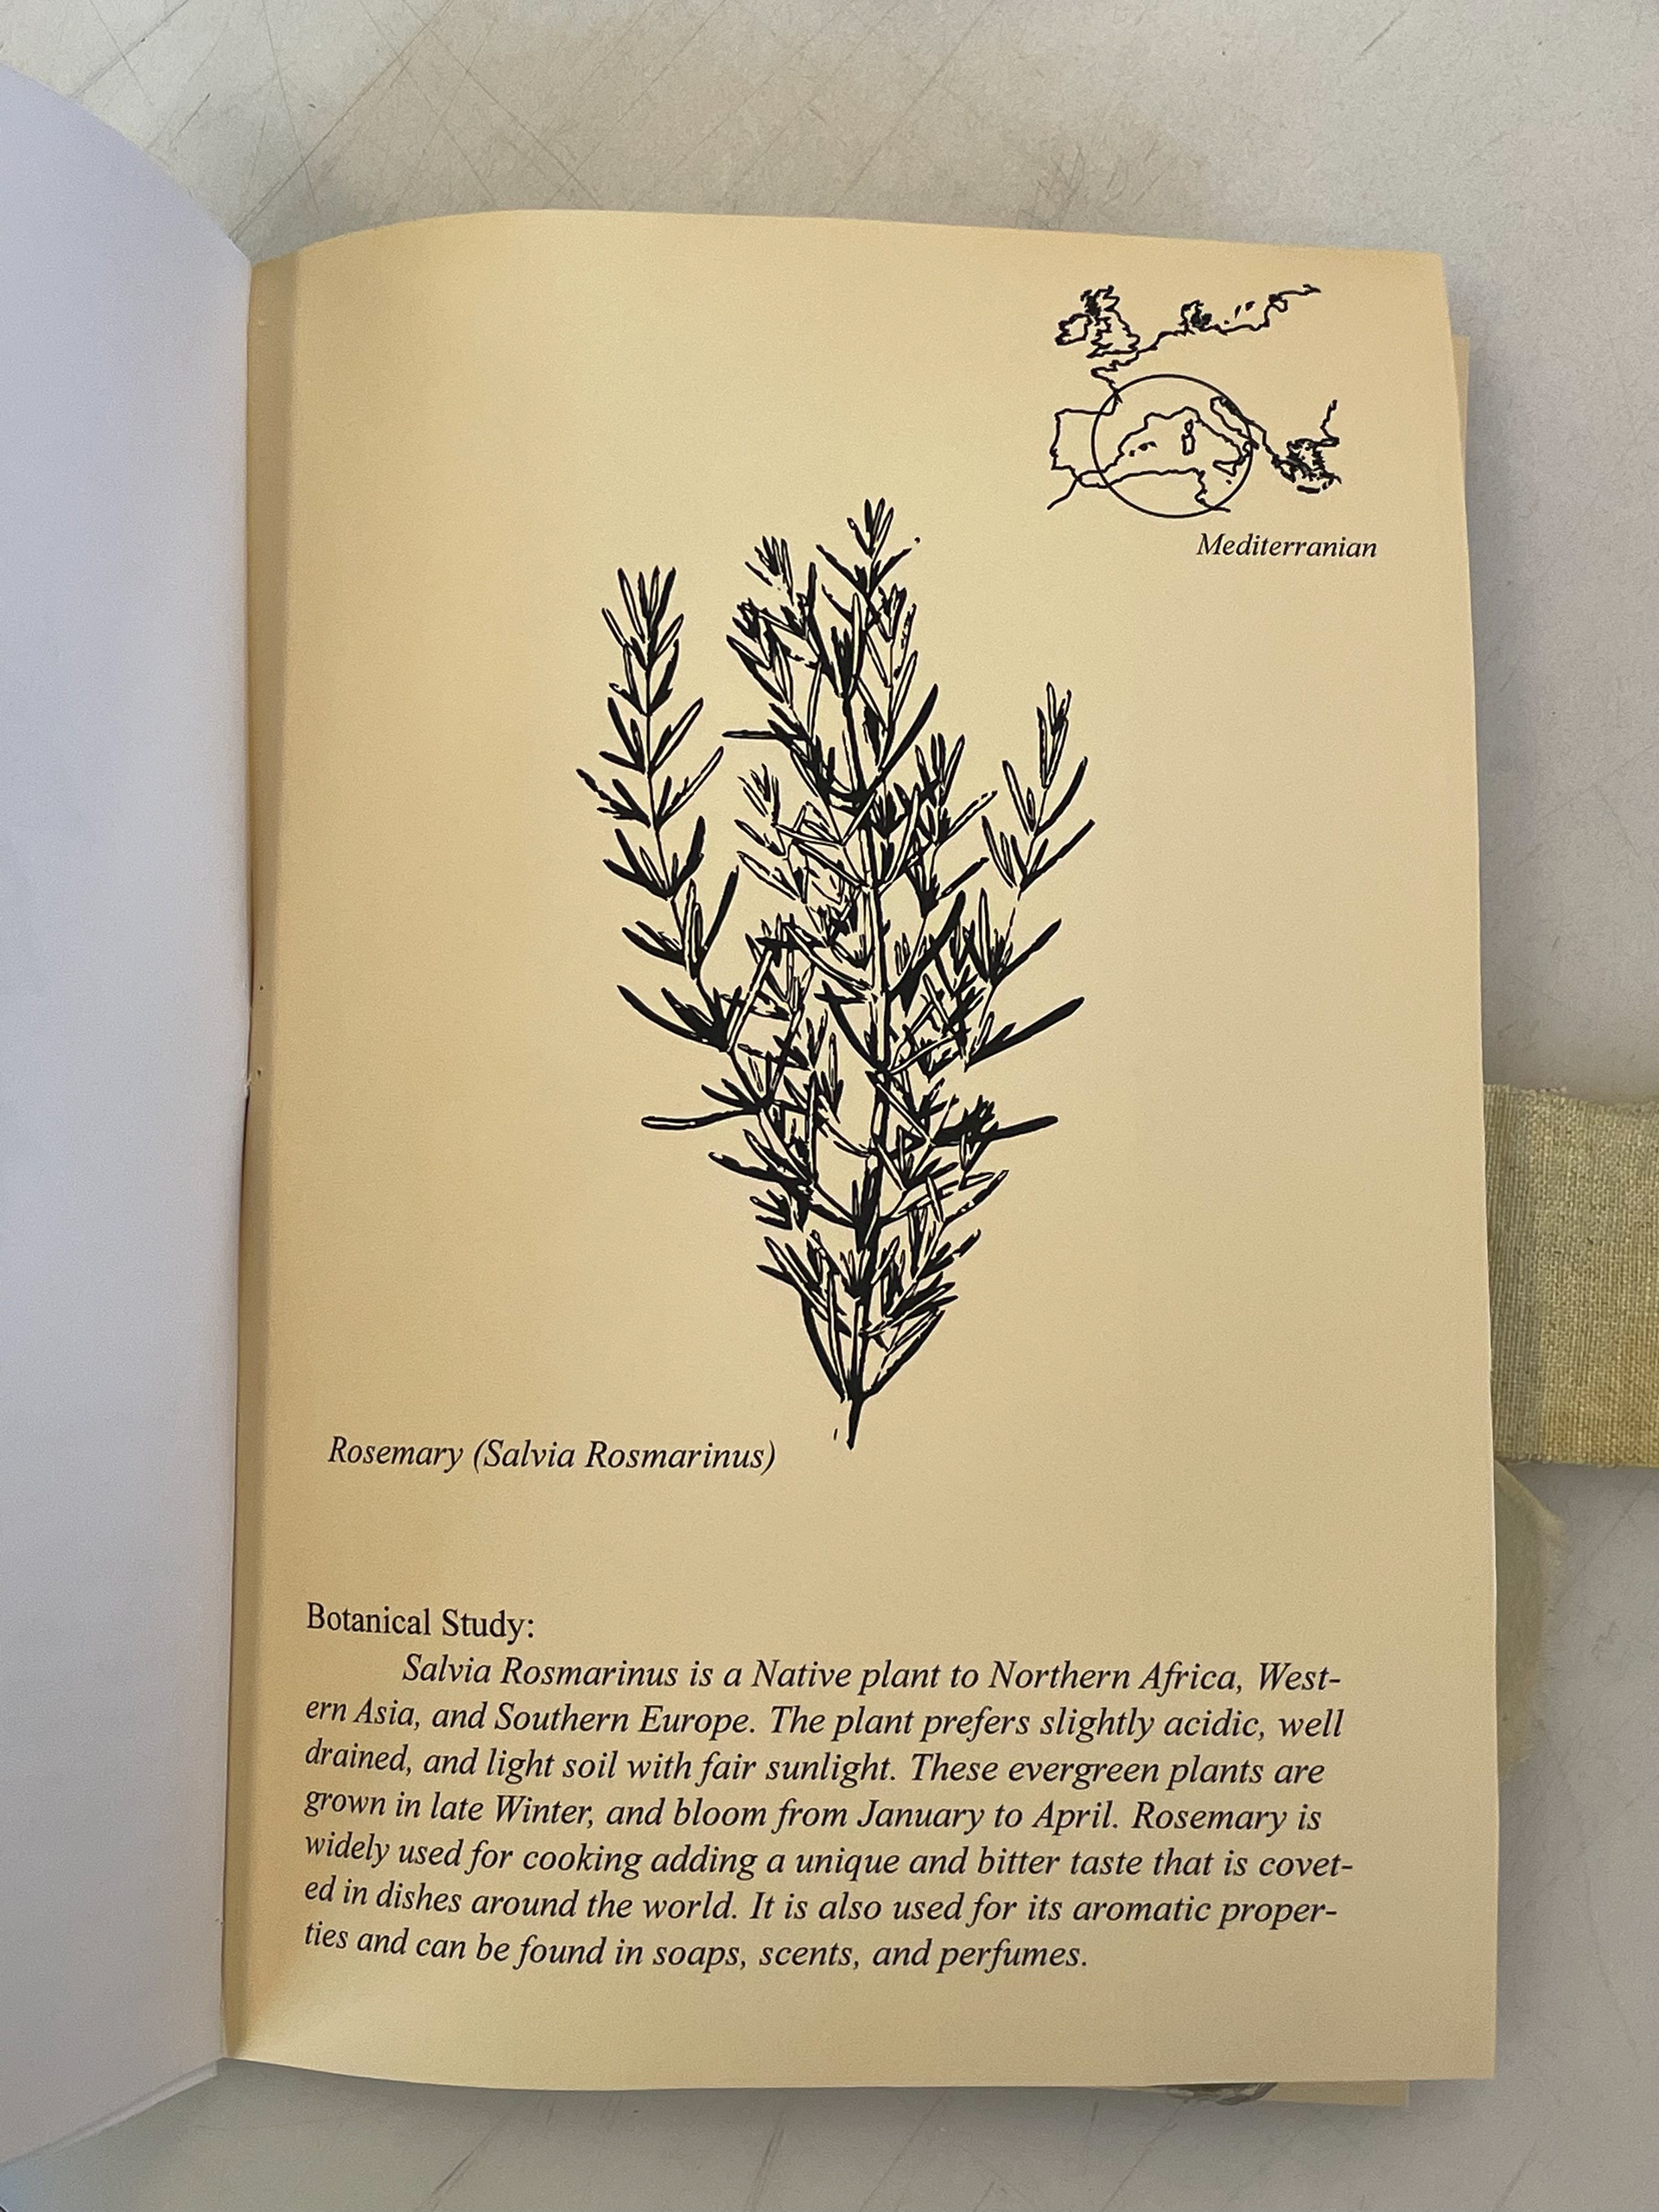 Mediterranian
Rosemary (Salvia Rosmarinus)
Botanical Study:
Salvia Rosmarinus is a Native plant to Northern Africa, West-
ern Asia, and Southern Europe. The plant prefers slightly acidic, well
drained, and light soil with fair sunlight. These evergreen plants are
grown in late Winter, and bloom from January to April. Rosemary is
widely used for cooking adding a unique and bitter taste that is covet-
ed in dishes around the world. It is also used for its aromatic proper-
ties and can be found in soaps, scents, and perfumes.